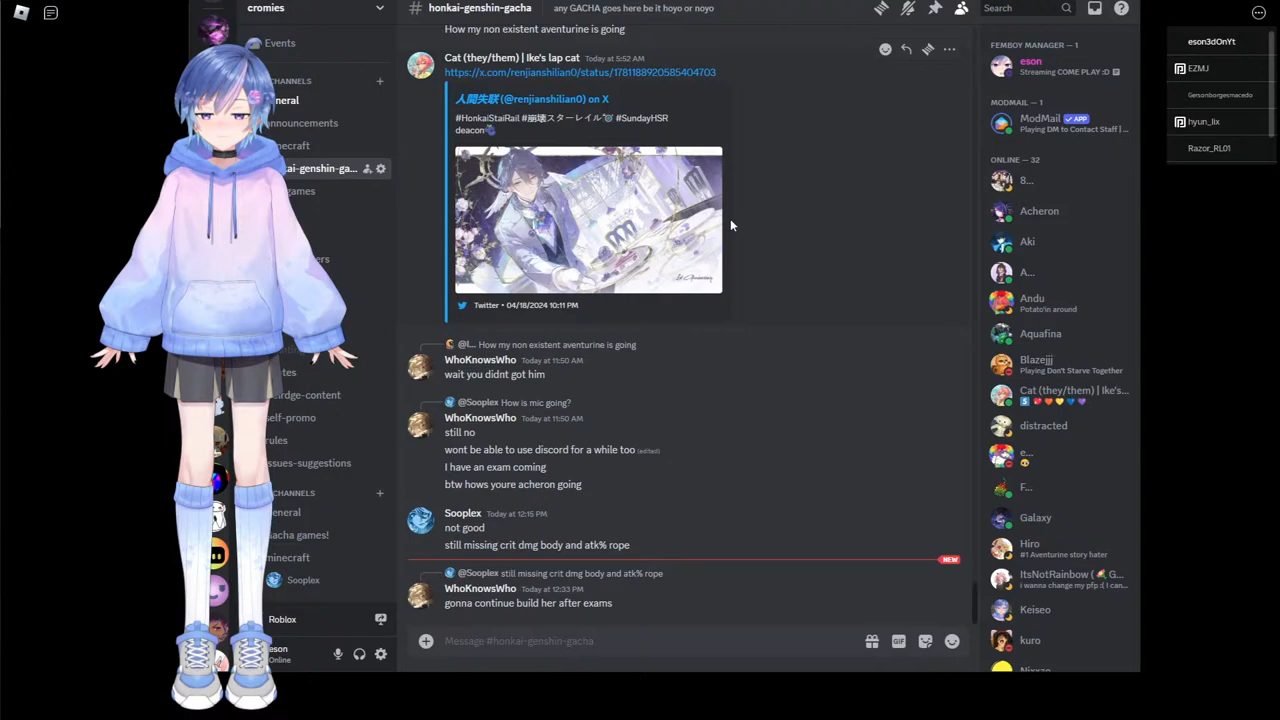 cromies
honkai-genshin-gacha
any GACHA goes here be it hoyo or noyo
Search
Events
CHANNELS
neral
nnouncements
necraft
kai-genshin-ga...
games
ers
tes
irdge-content
self-promo
rules
issues-suggestions
CHANNELS
eneral
acha games!
minecraft
Sooplex
Roblox
eson
Online
How my non existent aventurine is going
Cat (they/them) | Ike's lap cat Today at 5:52 AM
https://x.com/renjianshilian0/status/1781188920585404703
人間失联 (@renjianshilian0) on X
#HonkaiStaiRail #崩壊スターレイル #SundayHSR
deacon
Twitter • 04/18/2024 10:11 PM
@I... How my non existent aventurine is going
WhoKnowsWho Today at 11:50 AM
wait you didnt got him
@Sooplex How is mic going?
WhoKnowsWho Today at 11:50 AM
still no
wont be able to use discord for a while too (edited)
I have an exam coming
btw hows youre acheron going
Sooplex Today at 12:15 PM
not good
still missing crit dmg body and atk% rope
NEW
@Sooplex still missing crit dmg body and atk% rope
WhoKnowsWho Today at 12:33 PM
gonna continue build her after exams
Message #honkai-genshin-gacha
GIF
FEMBOY MANAGER — 1
eson
Streaming COME PLAY :D
MODMAIL — 1
ModMail APP
Playing DM to Contact Staff | ...
ONLINE — 32
8...
Acheron
Aki
A...
Andu
Potato'in around
Aquafina
Blazejjj
Playing Don't Starve Together
Cat (they/them) | Ike's...
5
distracted
e...
F...
Galaxy
Hiro
#1 Aventurine story hater
ItsNotRainbow ( G...
i wanna change my pfp :( I can...
Keiseo
kuro
Nixxzo
eson3dOnYt
EZMJ
Gersonborgesmacedo
hyun_lix
Razor_RL01